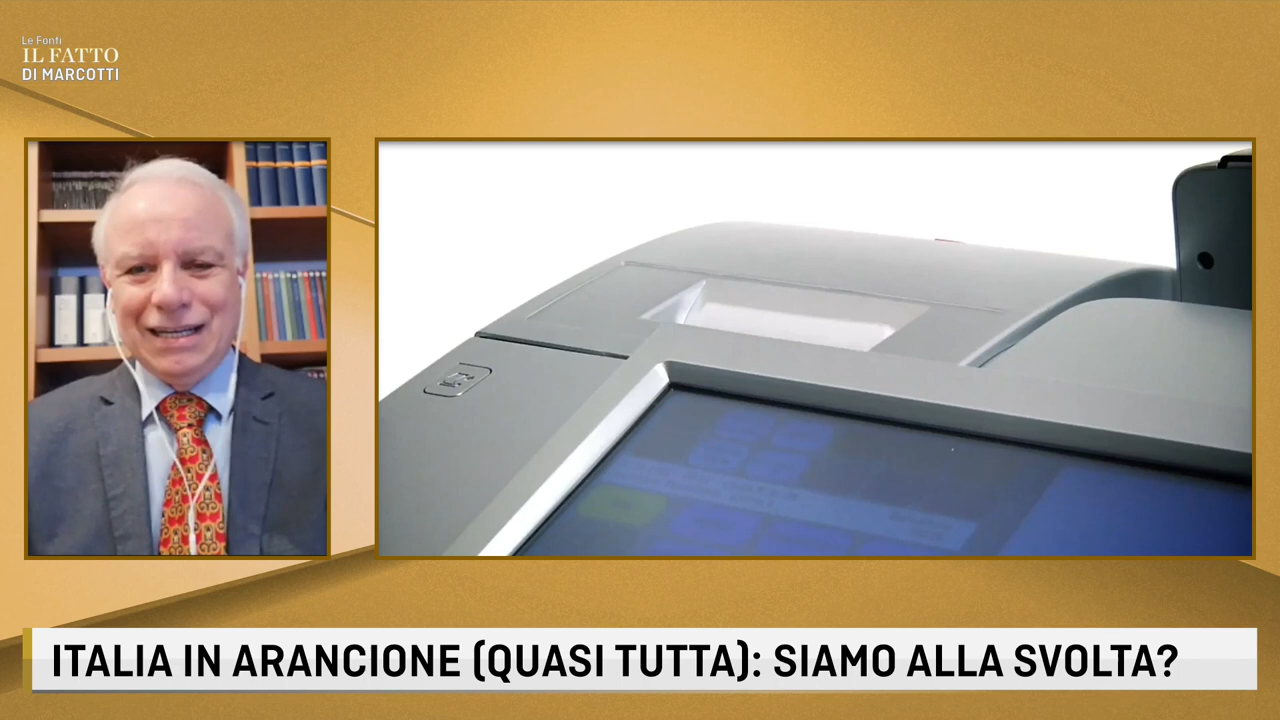 Le Fonti
IL FATTO
DI MARCOTTI
ITALIA IN ARANCIONE (QUASI TUTTA): SIAMO ALLA SVOLTA?